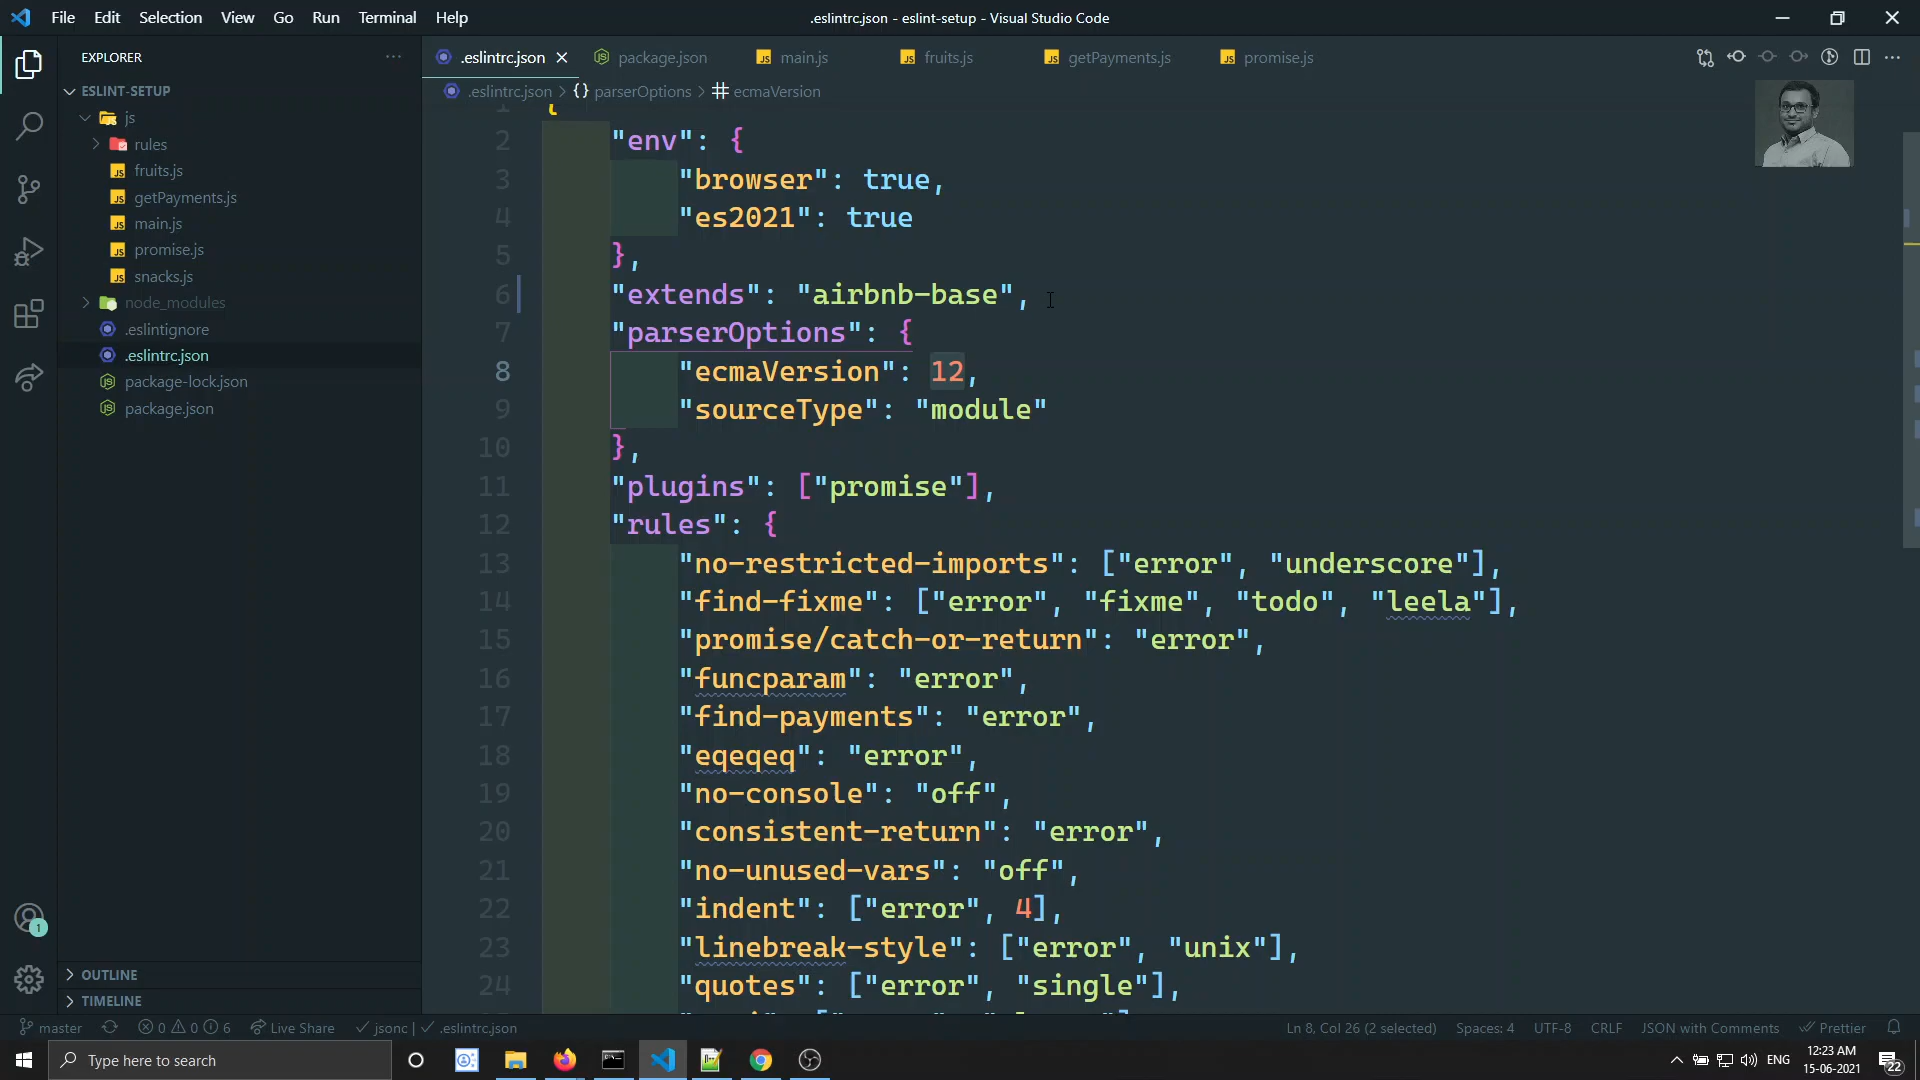 File Edit Selection View Go Run Terminal Help
.eslintrc.json - eslint-setup - Visual Studio Code
EXPLORER
ESLINT-SETUP
js
rules
fruits.js
getPayments.js
main.js
promise.js
snacks.js
node_modules
.eslintignore
.eslintrc.json
package-lock.json
package.json
OUTLINE
TIMELINE
.eslintrc.json package.json main.js fruits.js getPayments.js promise.js
.eslintrc.json > {} parserOptions > # ecmaVersion
1 {
2 "env": {
3 "browser": true,
4 "es2021": true
5 },
6 "extends": "airbnb-base",
7 "parserOptions": {
8 "ecmaVersion": 12,
9 "sourceType": "module"
10 },
11 "plugins": ["promise"],
12 "rules": {
13 "no-restricted-imports": ["error", "underscore"],
14 "find-fixme": ["error", "fixme", "todo", "leela"],
15 "promise/catch-or-return": "error",
16 "funcparam": "error",
17 "find-payments": "error",
18 "eqeqeq": "error",
19 "no-console": "off",
20 "consistent-return": "error",
21 "no-unused-vars": "off",
22 "indent": ["error", 4],
23 "linebreak-style": ["error", "unix"],
24 "quotes": ["error", "single"],
1
master 0 0 6 Live Share jsonc | .eslintrc.json Ln 8, Col 26 (2 selected) Spaces: 4 UTF-8 CRLF JSON with Comments Prettier
Type here to search
ENG
12:23 AM
15-06-2021
22